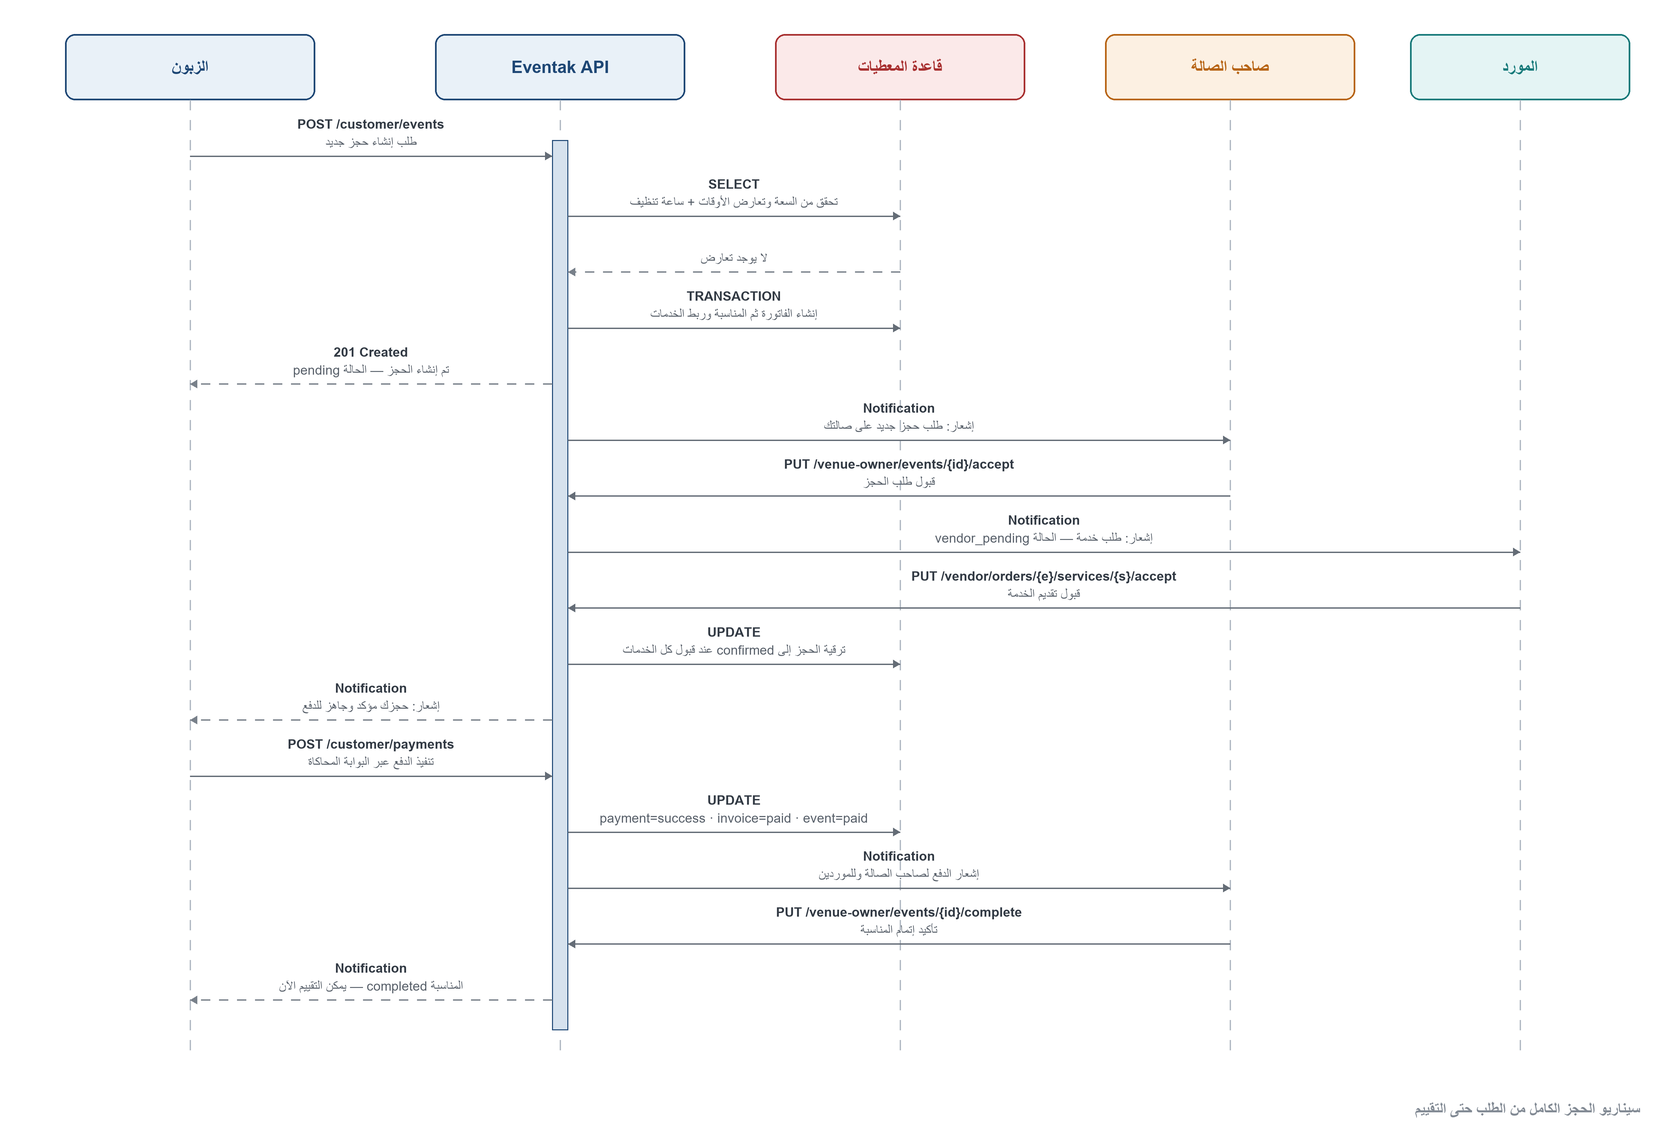 الزبون
Eventak API
قاعدة المعطيات
صاحب الصالة
المورد
POST /customer/events
طلب إنشاء حجز جديد
SELECT
تحقق من السعة وتعارض الأوقات + ساعة تنظيف
لا يوجد تعارض
TRANSACTION
إنشاء الفاتورة ثم المناسبة وربط الخدمات
201 Created
تم إنشاء الحجز — الحالة pending
Notification
إشعار: طلب حجز جديد على صالتك
PUT /venue-owner/events/{id}/accept
قبول طلب الحجز
Notification
إشعار: طلب خدمة — الحالة vendor_pending
PUT /vendor/orders/{e}/services/{s}/accept
قبول تقديم الخدمة
UPDATE
ترقية الحجز إلى confirmed عند قبول كل الخدمات
Notification
إشعار: حجزك مؤكد وجاهز للدفع
POST /customer/payments
تنفيذ الدفع عبر البوابة المحاكاة
UPDATE
payment=success · invoice=paid · event=paid
Notification
إشعار الدفع لصاحب الصالة وللموردين
PUT /venue-owner/events/{id}/complete
تأكيد إتمام المناسبة
Notification
المناسبة completed — يمكن التقييم الآن
سيناريو الحجز الكامل من الطلب حتى التقييم